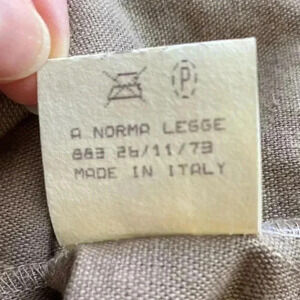 P
A NORMA LEGGE
883 26/11/73
MADE IN ITALY